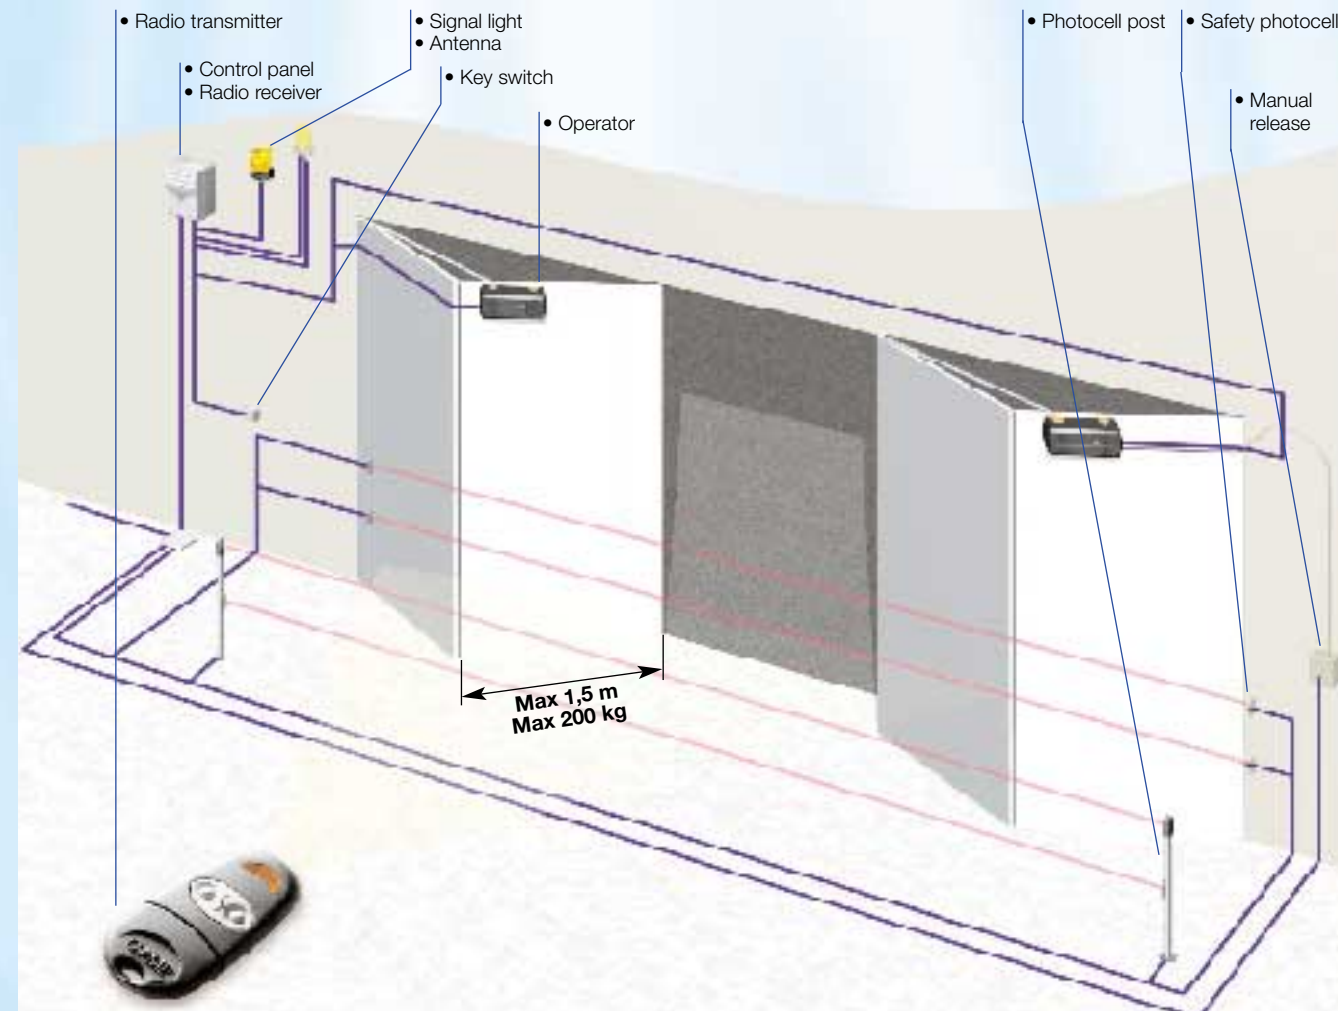 • Radio transmitter
• Control panel
• Radio receiver
• Signal light
• Antenna
• Key switch
• Operator
• Photocell post
• Safety photocell
• Manual
release
Max 1,5 m
Max 200 kg